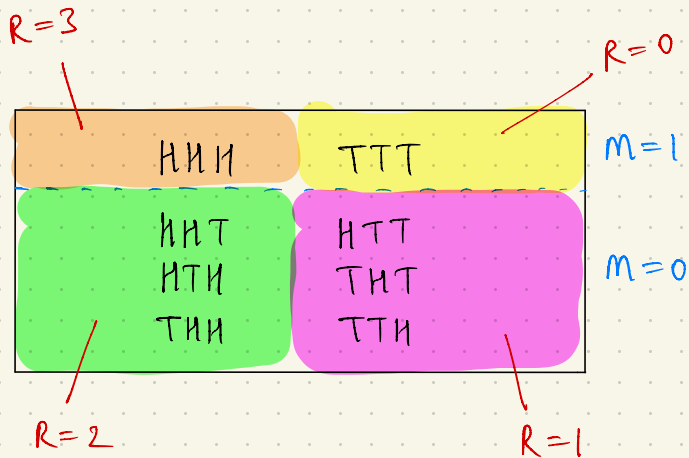 R=3
R=0
HHH TTT M=1
HHT HTT
HTH THT M=0
THH TTH
R=2
R=1